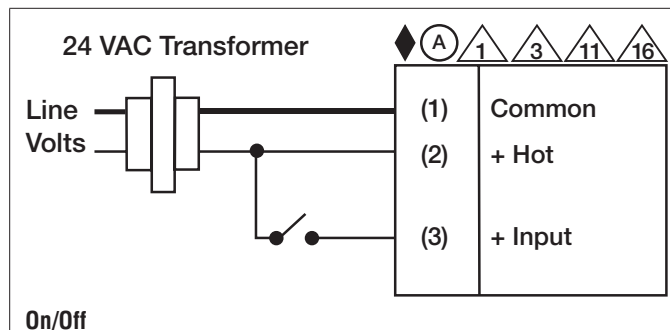 24 VAC Transformer
A 1 3 11 16
Line
Volts
(1) Common
(2) + Hot
(3) + Input
On/Off